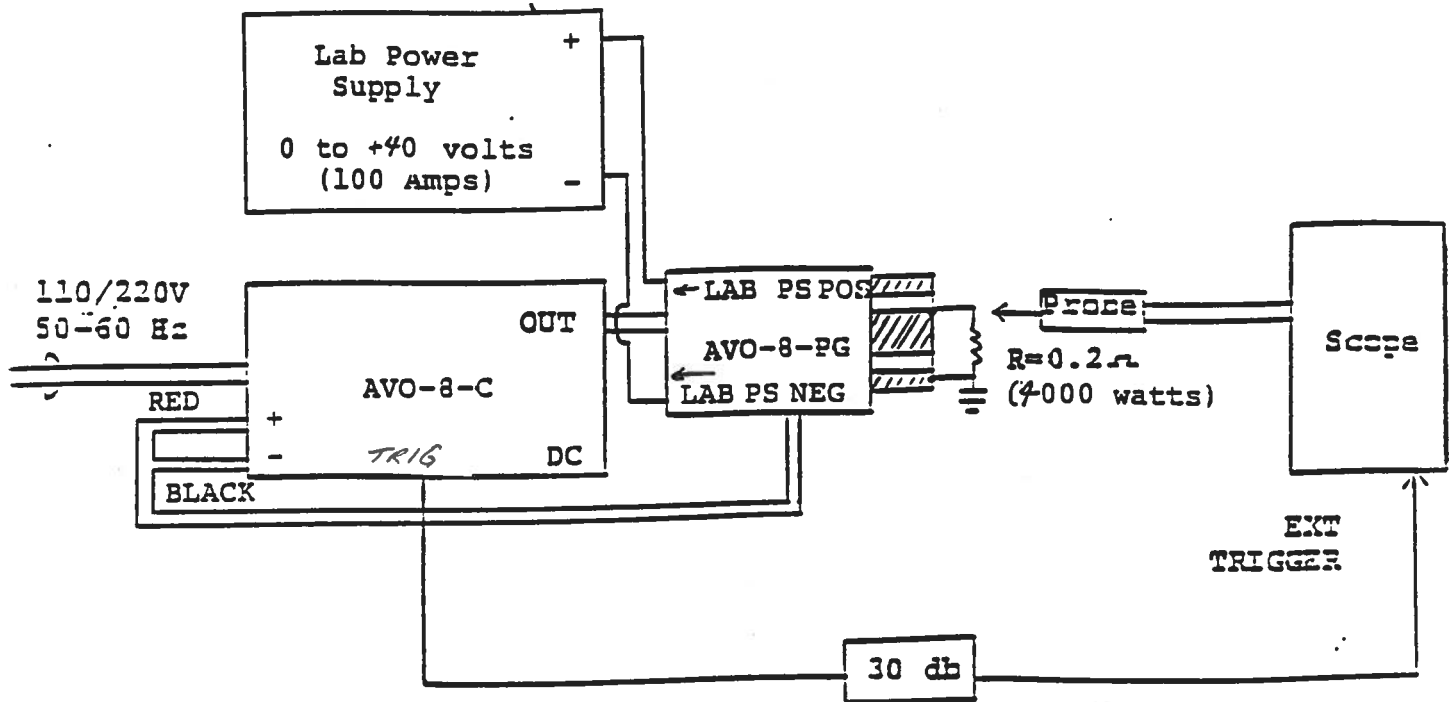 Lab Power
Supply
0 to +40 volts
(100 Amps)
+
-
110/220V
50-60 Hz
RED
+
-
BLACK
AVO-8-C
OUT
TRIG
DC
LAB PS POS
AVO-8-PG
LAB PS NEG
Probe
R=0.2Ω
(4000 watts)
Scope
EXT
TRIGGER
30 db